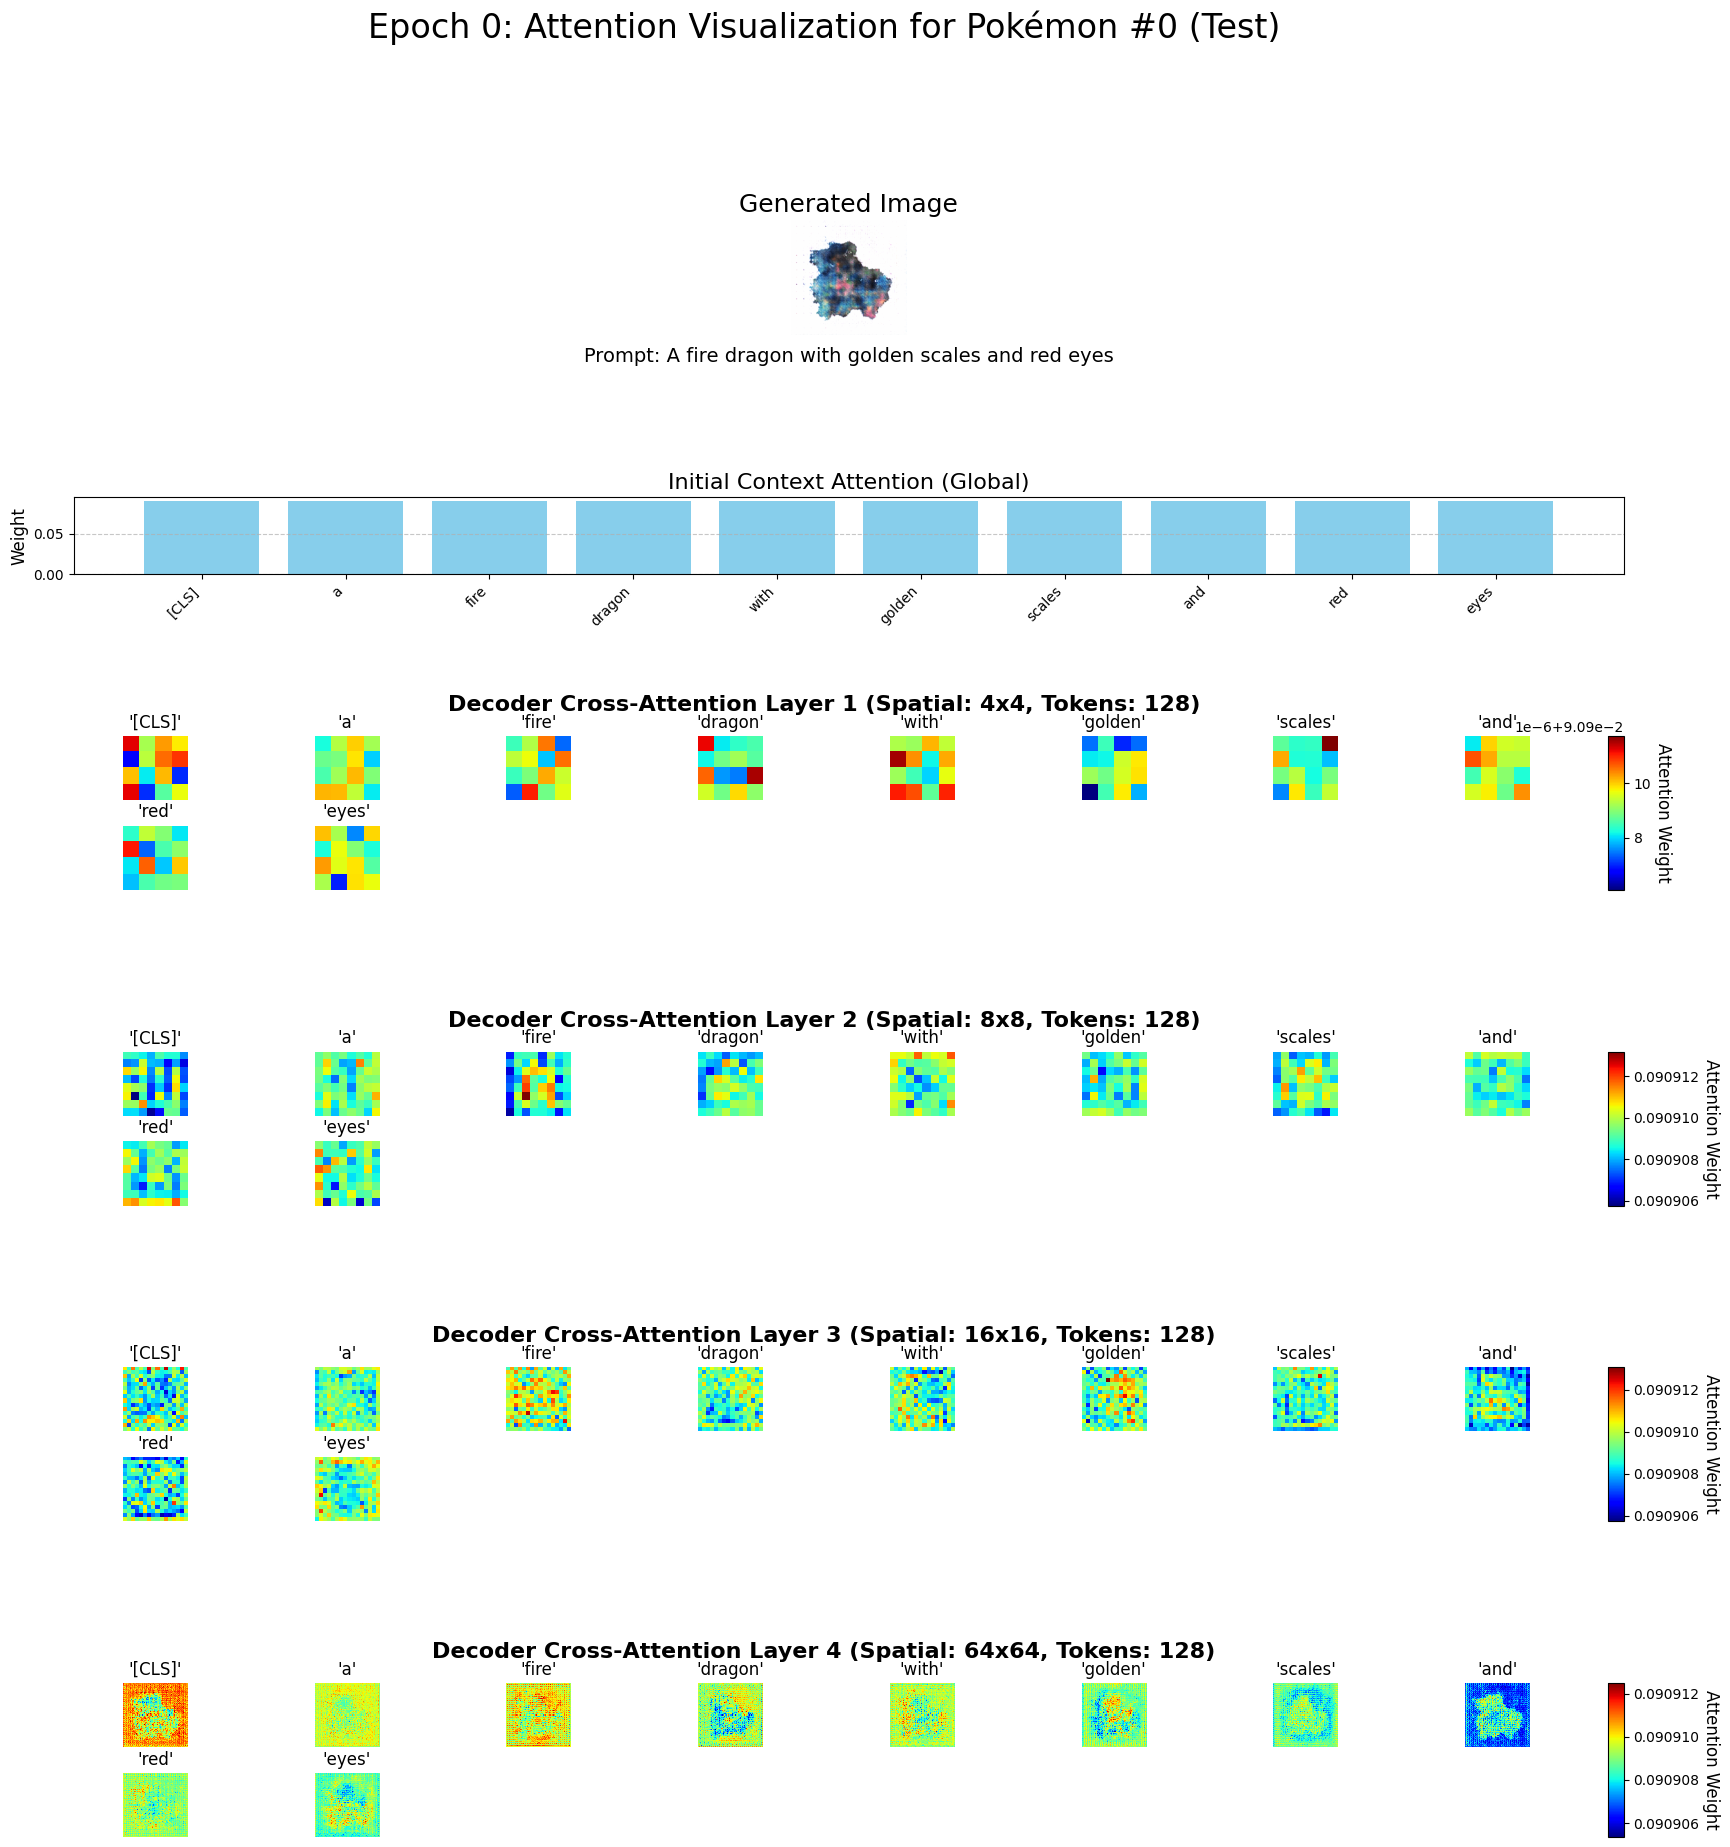 Epoch 0: Attention Visualization for Pokémon #0 (Test)
Generated Image
Prompt: A fire dragon with golden scales and red eyes
Initial Context Attention (Global)
Weight
0.05
0.00
[CLS] a fire dragon with golden scales and red eyes
Decoder Cross-Attention Layer 1 (Spatial: 4x4, Tokens: 128)
'[CLS]' 'a' 'fire' 'dragon' 'with' 'golden' 'scales' 'and'
1e−6+9.09e−2
10
8
Attention Weight
'red' 'eyes'
Decoder Cross-Attention Layer 2 (Spatial: 8x8, Tokens: 128)
'[CLS]' 'a' 'fire' 'dragon' 'with' 'golden' 'scales' 'and'
0.090912
0.090910
0.090908
0.090906
Attention Weight
'red' 'eyes'
Decoder Cross-Attention Layer 3 (Spatial: 16x16, Tokens: 128)
'[CLS]' 'a' 'fire' 'dragon' 'with' 'golden' 'scales' 'and'
0.090912
0.090910
0.090908
0.090906
Attention Weight
'red' 'eyes'
Decoder Cross-Attention Layer 4 (Spatial: 64x64, Tokens: 128)
'[CLS]' 'a' 'fire' 'dragon' 'with' 'golden' 'scales' 'and'
0.090912
0.090910
0.090908
0.090906
Attention Weight
'red' 'eyes'